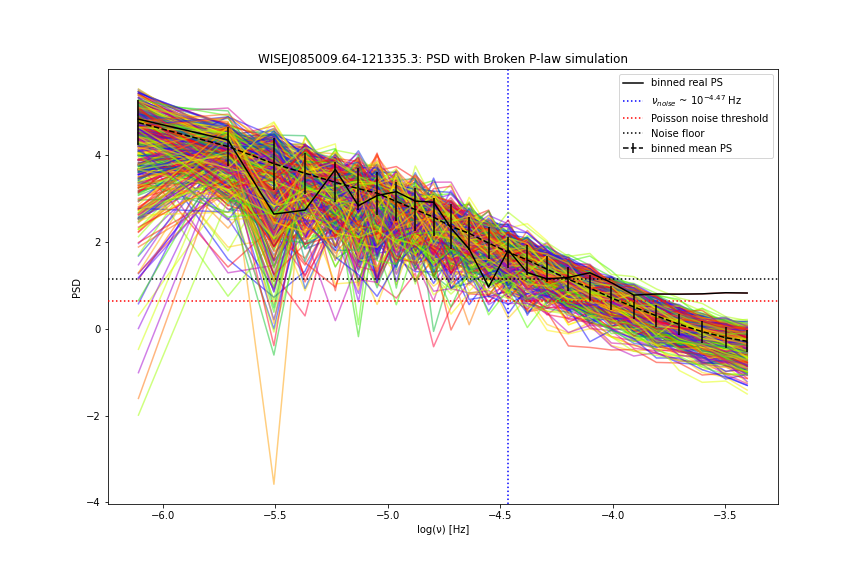 WISEJ085009.64-121335.3: PSD with Broken P-law simulation
binned real PS
ν_noise ~ 10^−4.47 Hz
Poisson noise threshold
Noise floor
binned mean PS
PSD
4
2
0
−2
−4
−6.0 −5.5 −5.0 −4.5 −4.0 −3.5
log(ν) [Hz]